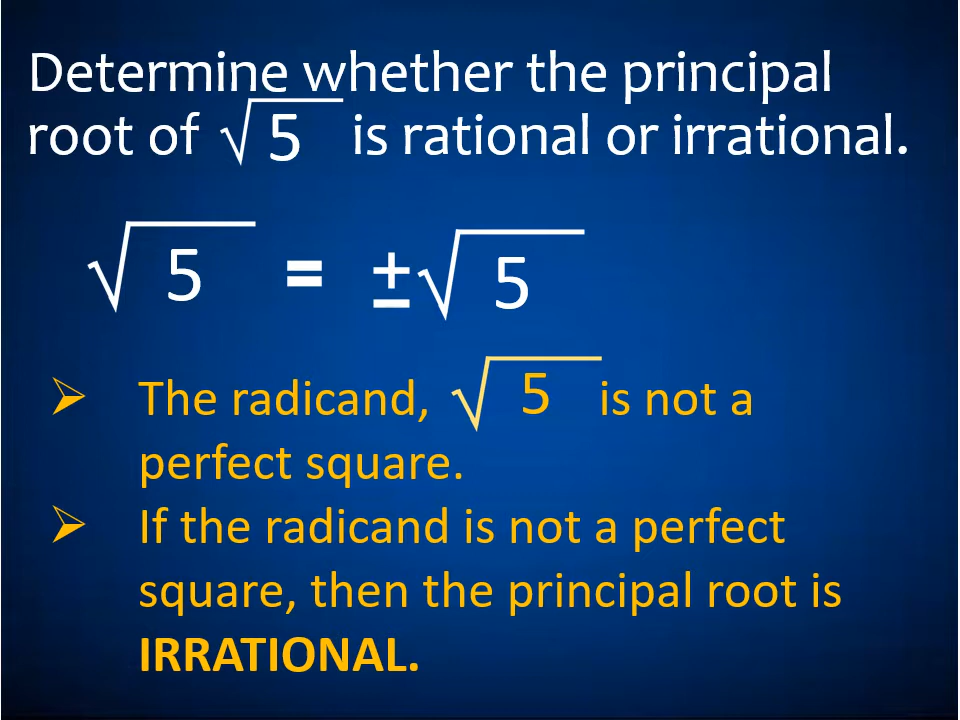 Determine whether the principal
root of √5 is rational or irrational.
√5 = ±√5
➢ The radicand, √5 is not a
perfect square.
➢ If the radicand is not a perfect
square, then the principal root is
IRRATIONAL.